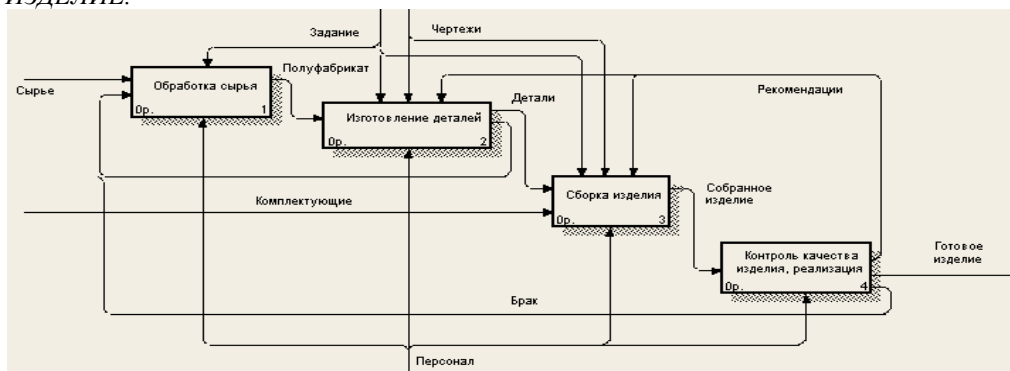 ИЗДЕЛИЕ.
Задание
Чертежи
Сырье
Обработка сырья
0р. 1
Полуфабрикат
Изготовление деталей
0р. 2
Детали
Рекомендации
Комплектующие
Сборка изделия
0р. 3
Собранное
изделие
Контроль качества
изделия, реализация
0р. 4
Готовое
изделие
Брак
Персонал